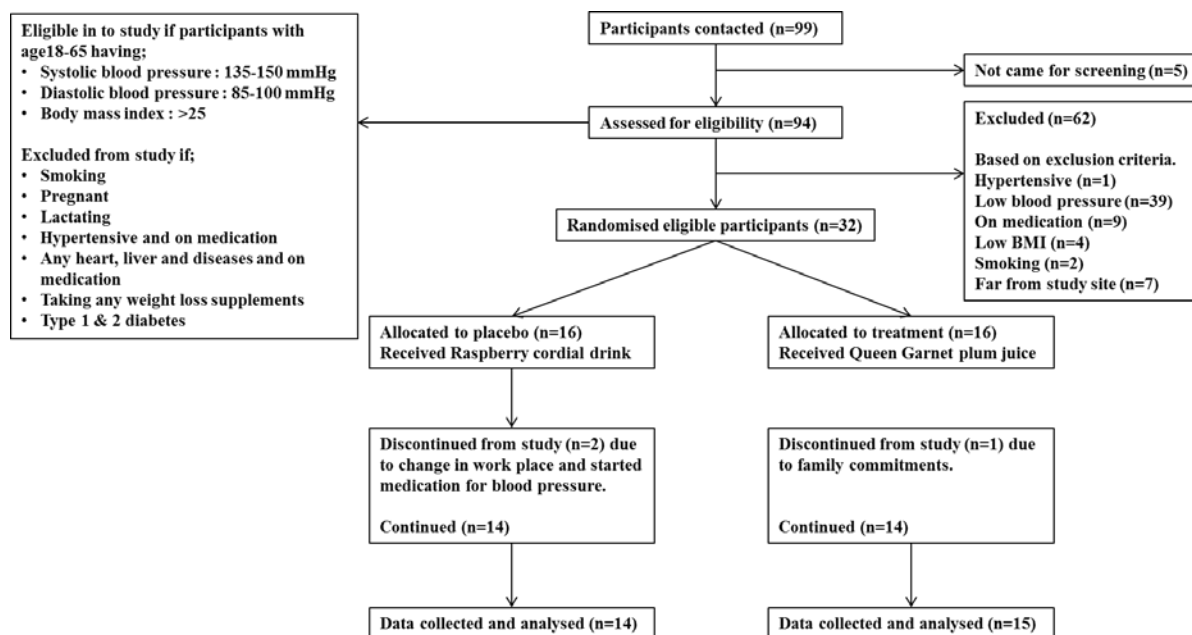 Participants contacted (n=99)
Not came for screening (n=5)
Eligible in to study if participants with
age18-65 having;
• Systolic blood pressure : 135-150 mmHg
• Diastolic blood pressure : 85-100 mmHg
• Body mass index : >25
Excluded from study if;
• Smoking
• Pregnant
• Lactating
• Hypertensive and on medication
• Any heart, liver and diseases and on
medication
• Taking any weight loss supplements
• Type 1 & 2 diabetes
Assessed for eligibility (n=94)
Excluded (n=62)
Based on exclusion criteria.
Hypertensive (n=1)
Low blood pressure (n=39)
On medication (n=9)
Low BMI (n=4)
Smoking (n=2)
Far from study site (n=7)
Randomised eligible participants (n=32)
Allocated to placebo (n=16)
Received Raspberry cordial drink
Allocated to treatment (n=16)
Received Queen Garnet plum juice
Discontinued from study (n=2) due
to change in work place and started
medication for blood pressure.
Continued (n=14)
Discontinued from study (n=1) due
to family commitments.
Continued (n=14)
Data collected and analysed (n=14)
Data collected and analysed (n=15)